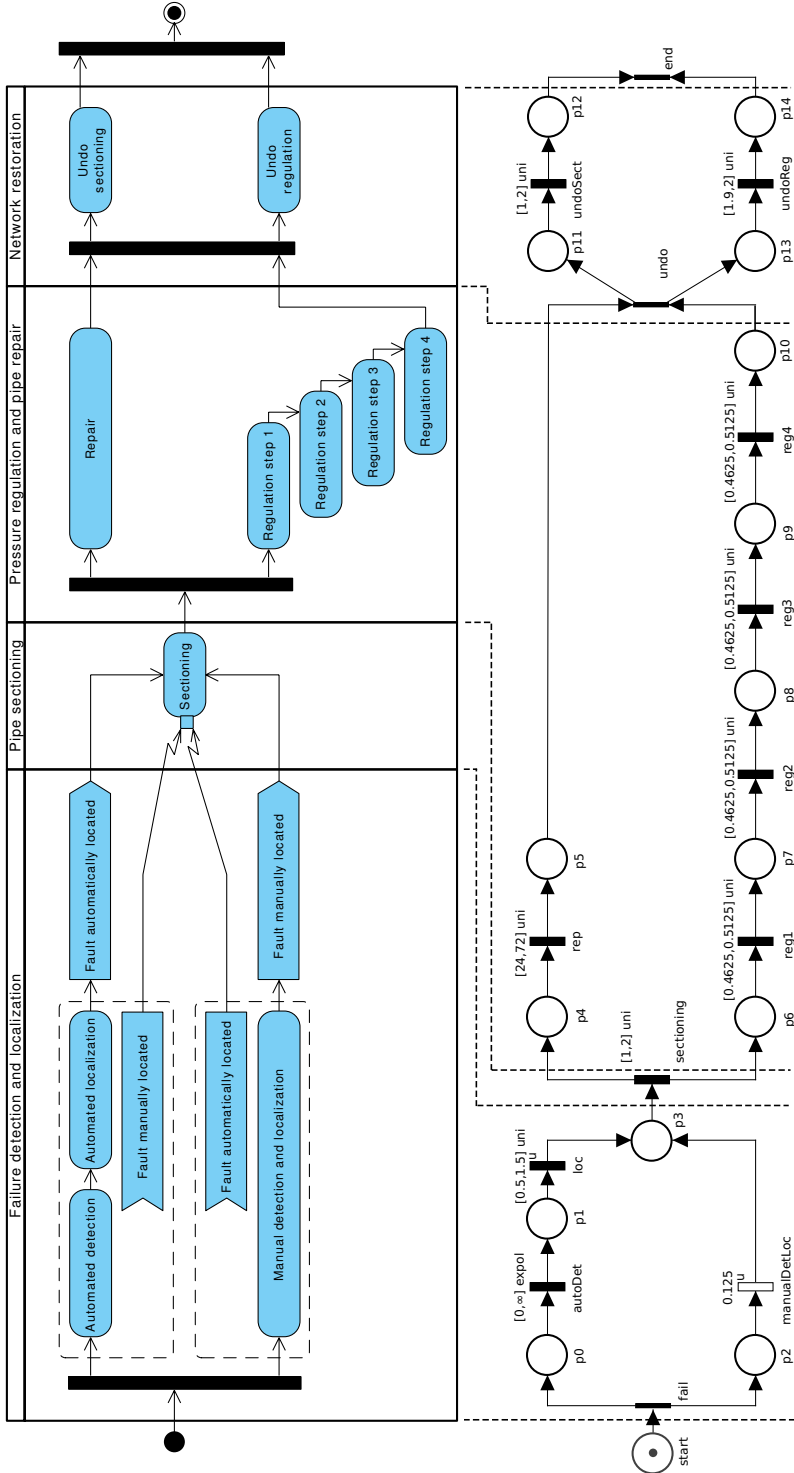 Failure detection and localization
Pipe sectioning
Pressure regulation and pipe repair
Network restoration
Automated detection
Automated localization
Fault automatically located
Fault manually located
Fault automatically located
Manual detection and localization
Fault manually located
Sectioning
Repair
Regulation step 1
Regulation step 2
Regulation step 3
Regulation step 4
Undo
sectioning
Undo
regulation
start
fail
p0
[0,∞] expol
autoDet
p1
[0.5,1.5] uni
u
loc
p2
0.125
u
manualDetLoc
p3
[1,2] uni
sectioning
p4
[24,72] uni
rep
p5
p6
[0.4625,0.5125] uni
reg1
p7
[0.4625,0.5125] uni
reg2
p8
[0.4625,0.5125] uni
reg3
p9
[0.4625,0.5125] uni
reg4
p10
undo
p11
[1,2] uni
undoSect
p12
p13
[1.9,2] uni
undoReg
p14
end